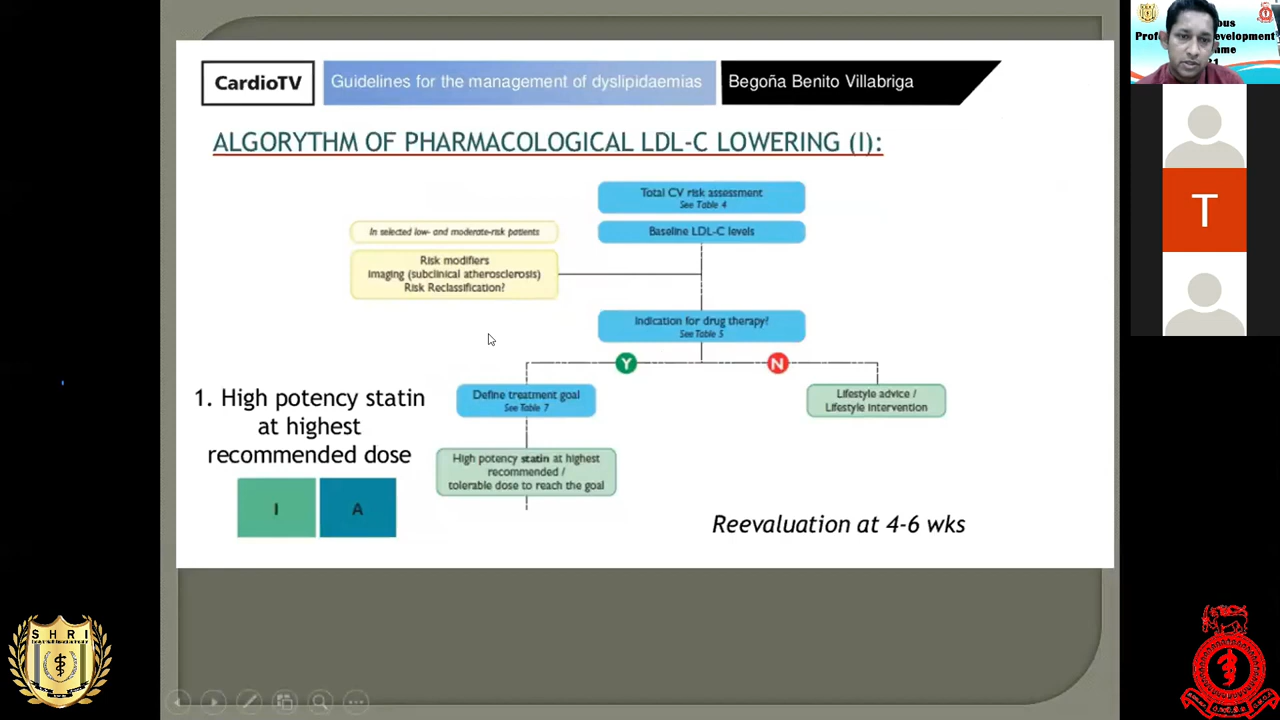 CardioTV
Guidelines for the management of dyslipidaemias
Begoña Benito Villabriga
ALGORYTHM OF PHARMACOLOGICAL LDL-C LOWERING (I):
Total CV risk assessment
See Table 4
In selected low- and moderate-risk patients
Baseline LDL-C levels
Risk modifiers
Imaging (subclinical atherosclerosis)
Risk Reclassification?
Indication for drug therapy?
See Table 5
Y
N
Define treatment goal
See Table 7
Lifestyle advice /
Lifestyle intervention
1. High potency statin
at highest
recommended dose
High potency statin at highest
recommended /
tolerable dose to reach the goal
I
A
Reevaluation at 4-6 wks
T
SHRI